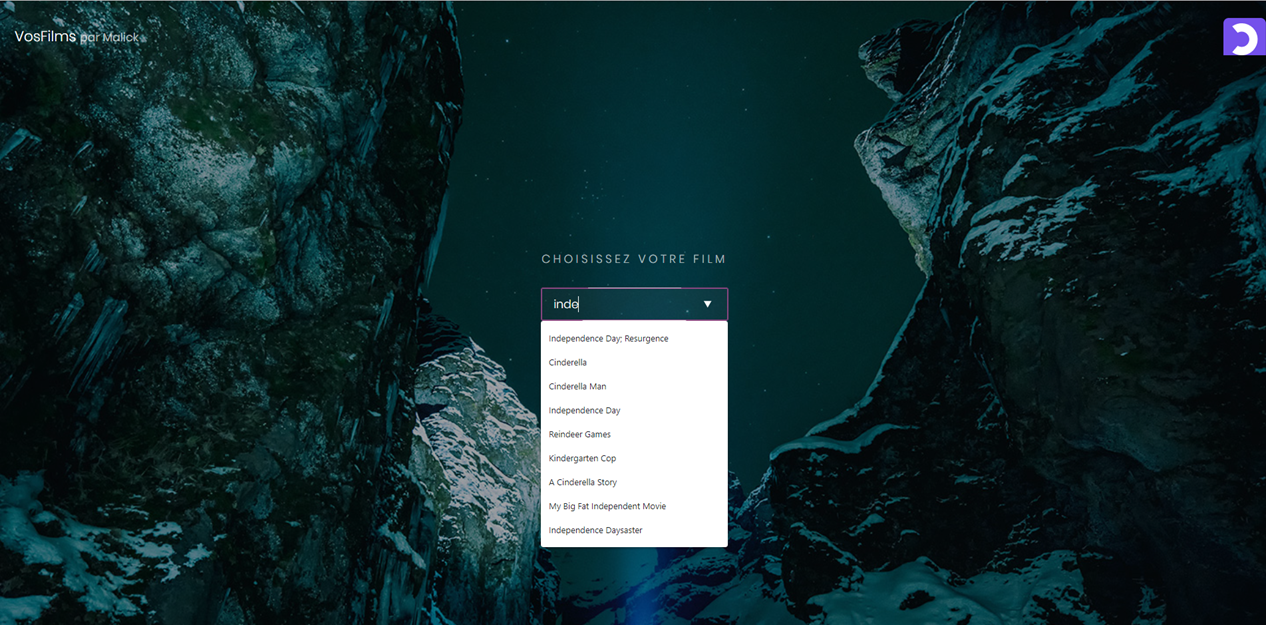 VosFilms par Malick
CHOISISSEZ VOTRE FILM
inde
Independence Day: Resurgence
Cinderella
Cinderella Man
Independence Day
Reindeer Games
Kindergarten Cop
A Cinderella Story
My Big Fat Independent Movie
Independence Daysaster